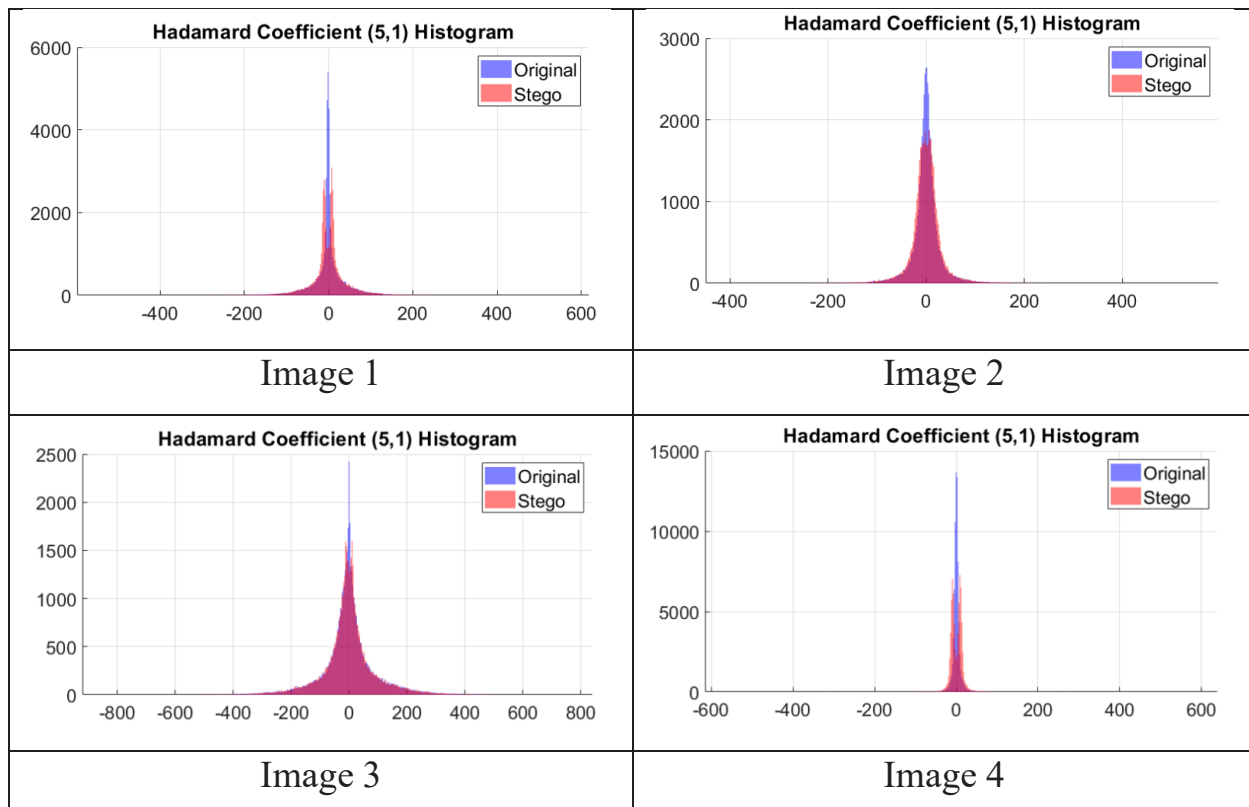 Hadamard Coefficient (5,1) Histogram
6000
4000
2000
0
-400 -200 0 200 400 600
Original
Stego
Image 1
Hadamard Coefficient (5,1) Histogram
3000
2000
1000
0
-400 -200 0 200 400
Original
Stego
Image 2
Hadamard Coefficient (5,1) Histogram
2500
2000
1500
1000
500
0
-800 -600 -400 -200 0 200 400 600 800
Original
Stego
Image 3
Hadamard Coefficient (5,1) Histogram
15000
10000
5000
0
-600 -400 -200 0 200 400 600
Original
Stego
Image 4